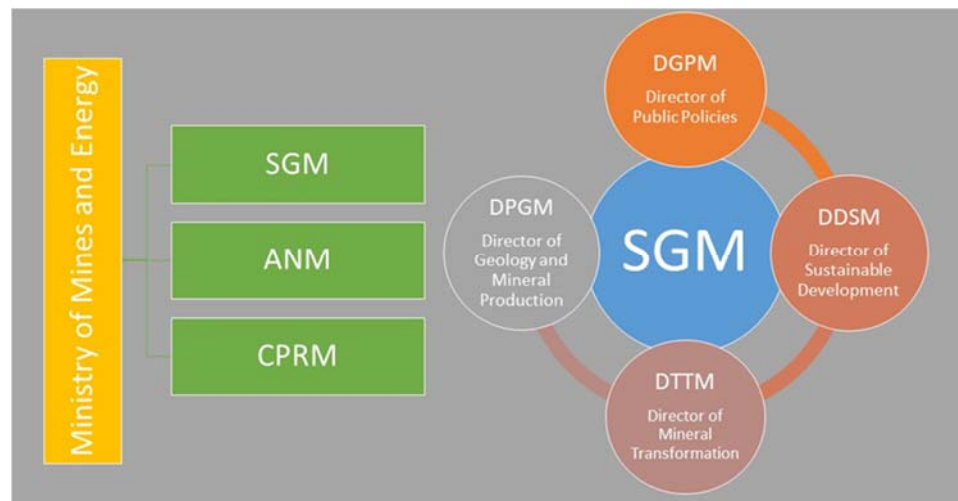 Ministry of Mines and Energy
SGM
ANM
CPRM
DGPM
Director of
Public Policies
DPGM
Director of
Geology and
Mineral
Production
SGM
DDSM
Director of
Sustainable
Development
DTTM
Director of
Mineral
Transformation